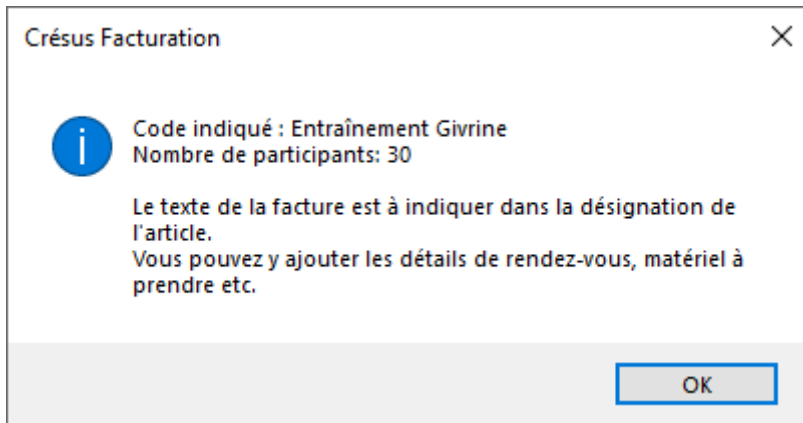 Crésus Facturation
Code indiqué : Entraînement Givrine
Nombre de participants: 30
Le texte de la facture est à indiquer dans la désignation de
l'article.
Vous pouvez y ajouter les détails de rendez-vous, matériel à
prendre etc.
OK